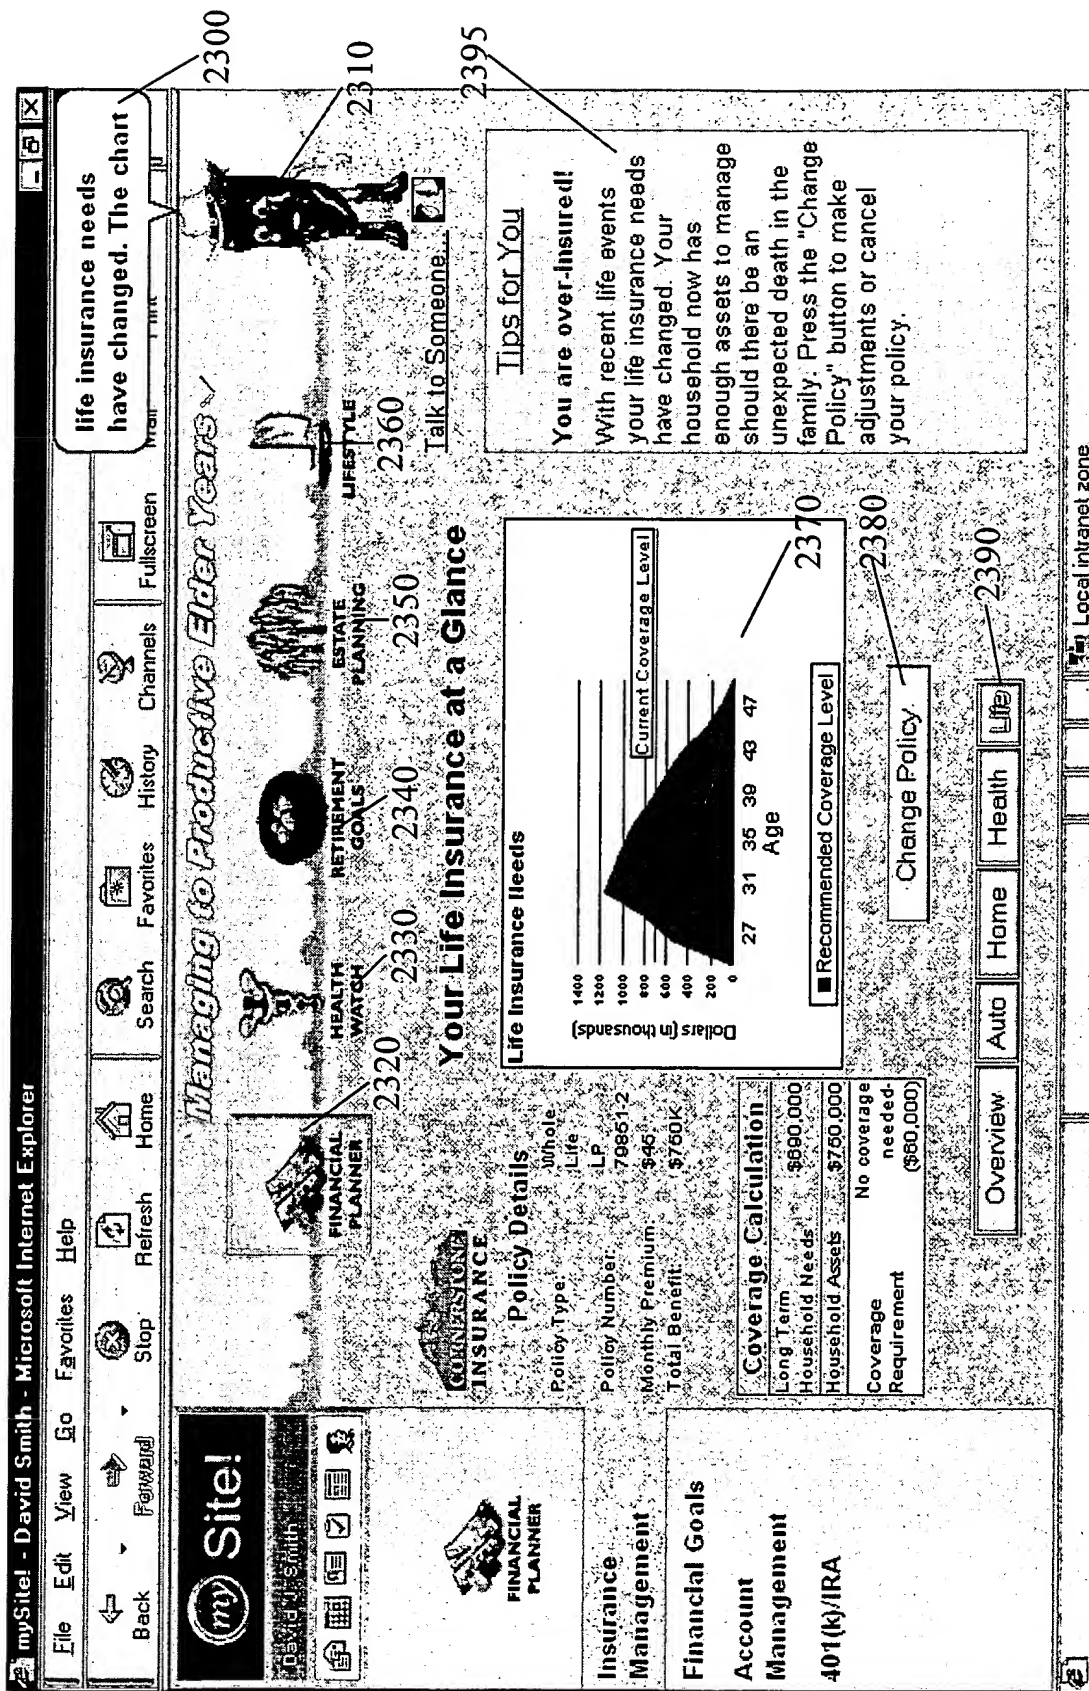 mySite! - David Smith - Microsoft Internet Explorer
File Edit View Go Favorites Help
Back Forward Stop Refresh Home Search Favorites History Channels Fullscreen Mail Print
life insurance needs
have changed. The chart
2300
my Site!
David J. Smith
Managing to Productive Elder Years
2310
FINANCIAL
PLANNER
2320
HEALTH
WATCH
2330
RETIREMENT
GOALS
2340
ESTATE
PLANNING
2350
LIFESTYLE
2360
Talk to Someone...
FINANCIAL
PLANNER
Insurance
Management
Financial Goals
Account
Management
401(k)/IRA
CORNERSTONE
INSURANCE
Your Life Insurance at a Glance
Policy Details
Policy Type: Whole
Life
Policy Number: LP
798651-2
Monthly Premium: $45
Total Benefit: $750K
Coverage Calculation
Long Term
Household Needs $690,000
Household Assets $750,000
Coverage
Requirement
No coverage
needed-
($60,000)
Life Insurance Needs
Dollars (in thousands)
1400
1200
1000
800
600
400
200
0
27 31 35 39 43 47
Age
Current Coverage Level
Recommended Coverage Level
2370
Change Policy
2380
Overview Auto Home Health Life
2390
Tips for You
2395
You are over-Insured!
With recent life events
your life insurance needs
have changed. Your
household now has
enough assets to manage
should there be an
unexpected death in the
family. Press the "Change
Policy" button to make
adjustments or cancel
your policy.
Local intranet zone